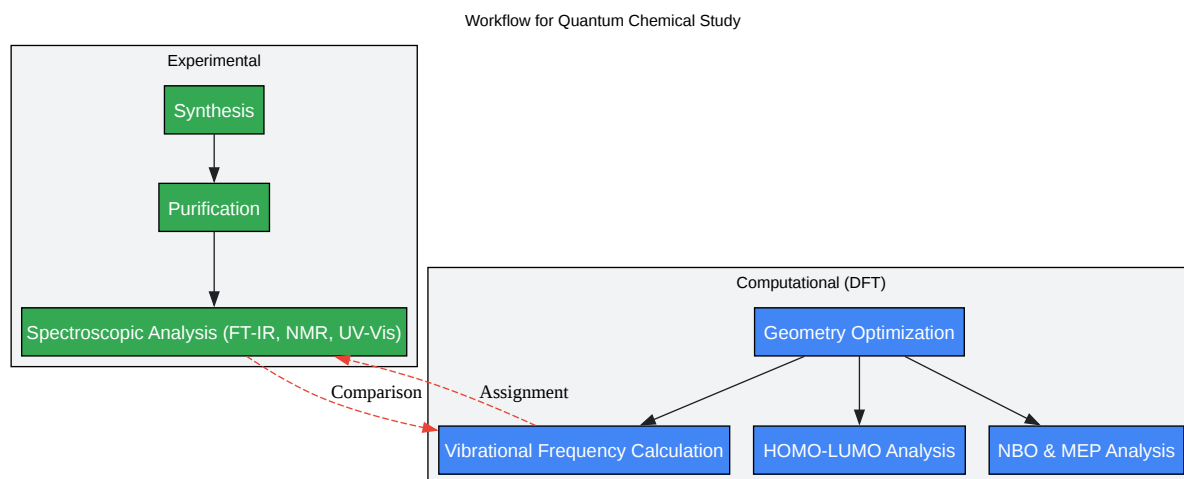 Workflow for Quantum Chemical Study
Experimental
Synthesis
Purification
Spectroscopic Analysis (FT-IR, NMR, UV-Vis)
Computational (DFT)
Geometry Optimization
Comparison
Assignment
Vibrational Frequency Calculation
HOMO-LUMO Analysis
NBO & MEP Analysis